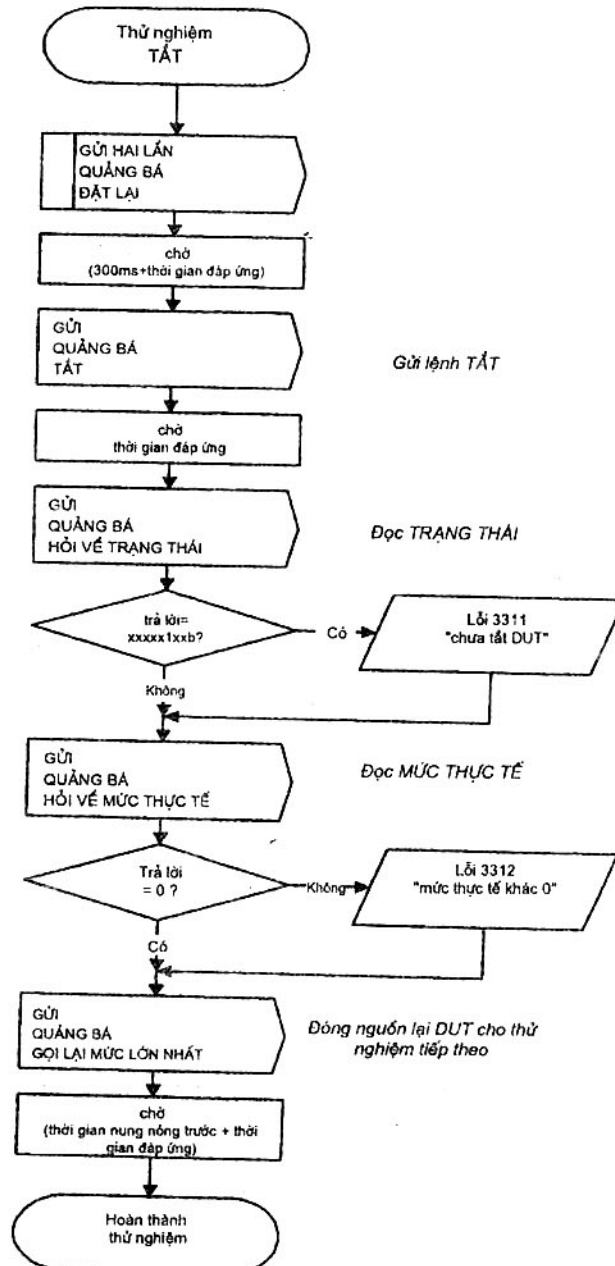 Thử nghiệm
TẮT
GỬI HAI LẦN
QUẢNG BÁ
ĐẶT LẠI
chờ
(300ms+thời gian đáp ứng)
GỬI
QUẢNG BÁ
TẮT
Gửi lệnh TẮT
chờ
thời gian đáp ứng
GỬI
QUẢNG BÁ
HỎI VỀ TRẠNG THÁI
Đọc TRẠNG THÁI
trả lời=
xxxxx1xxb?
Có
Lỗi 3311
"chưa tắt DUT"
Không
GỬI
QUẢNG BÁ
HỎI VỀ MỨC THỰC TẾ
Đọc MỨC THỰC TẾ
Trả lời
= 0 ?
Không
Lỗi 3312
"mức thực tế khác 0"
Có
GỬI
QUẢNG BÁ
GỌI LẠI MỨC LỚN NHẤT
Đóng nguồn lại DUT cho thử
nghiệm tiếp theo
chờ
(thời gian nung nóng trước + thời
gian đáp ứng)
Hoàn thành
thử nghiệm